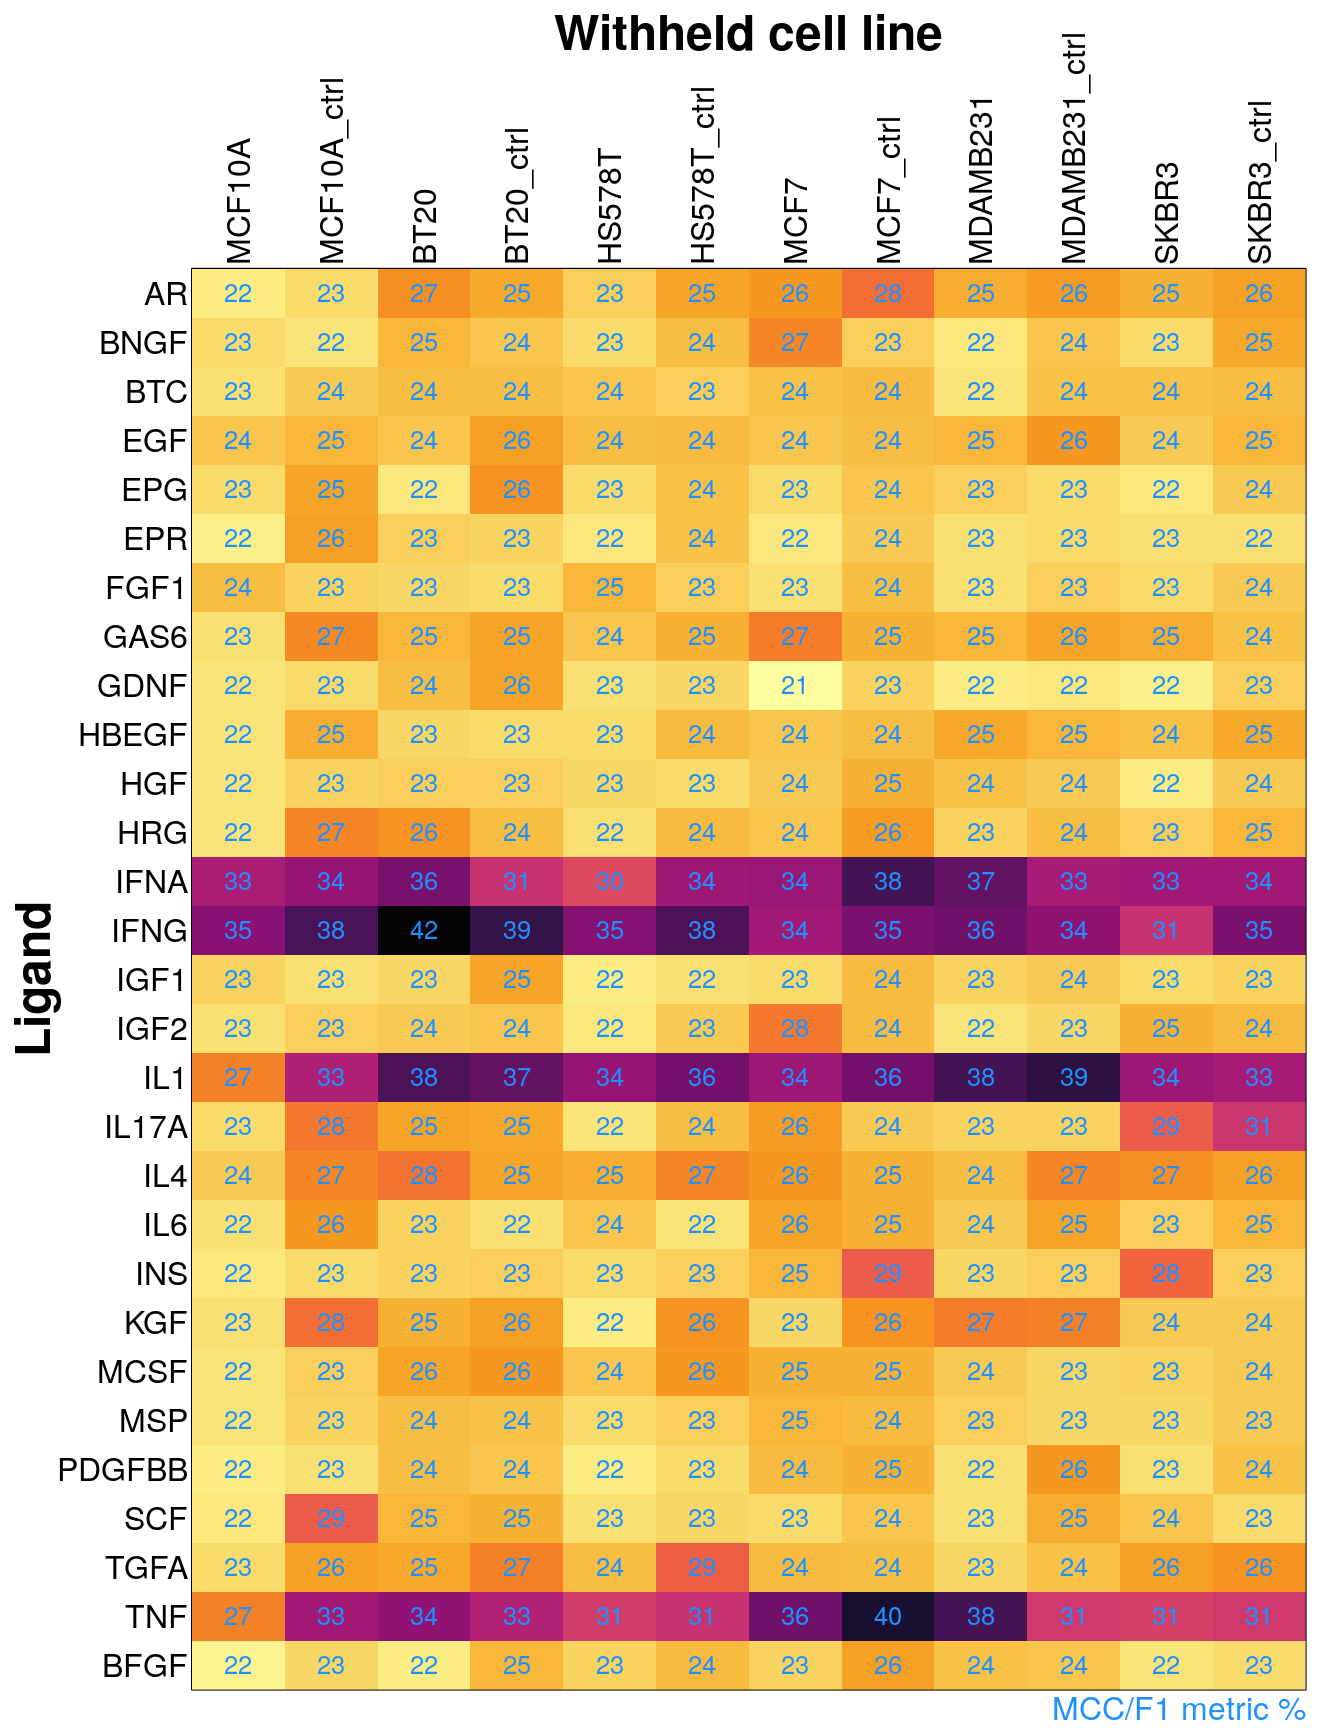 Withheld cell line
MCF10A MCF10A_ctrl BT20 BT20_ctrl HS578T HS578T_ctrl MCF7 MCF7_ctrl MDAMB231 MDAMB231_ctrl SKBR3 SKBR3_ctrl
Ligand
AR 22 23 27 25 23 25 26 28 25 26 25 26
BNGF 23 22 25 24 23 24 27 23 22 24 23 25
BTC 23 24 24 24 24 23 24 24 22 24 24 24
EGF 24 25 24 26 24 24 24 24 25 26 24 25
EPG 23 25 22 26 23 24 23 24 23 23 22 24
EPR 22 26 23 23 22 24 22 24 23 23 23 22
FGF1 24 23 23 23 25 23 23 24 23 23 23 24
GAS6 23 27 25 25 24 25 27 25 25 26 25 24
GDNF 22 23 24 26 23 23 21 23 22 22 22 23
HBEGF 22 25 23 23 23 24 24 24 25 25 24 25
HGF 22 23 23 23 23 23 24 25 24 24 22 24
HRG 22 27 26 24 22 24 24 26 23 24 23 25
IFNA 33 34 36 31 30 34 34 38 37 33 33 34
IFNG 35 38 42 39 35 38 34 35 36 34 31 35
IGF1 23 23 23 25 22 22 23 24 23 24 23 23
IGF2 23 23 24 24 22 23 28 24 22 23 25 24
IL1 27 33 38 37 34 36 34 36 38 39 34 33
IL17A 23 28 25 25 22 24 26 24 23 23 29 31
IL4 24 27 28 25 25 27 26 25 24 27 27 26
IL6 22 26 23 22 24 22 26 25 24 25 23 25
INS 22 23 23 23 23 23 25 29 23 23 28 23
KGF 23 28 25 26 22 26 23 26 27 27 24 24
MCSF 22 23 26 26 24 26 25 25 24 23 23 24
MSP 22 23 24 24 23 23 25 24 23 23 23 23
PDGFBB 22 23 24 24 22 23 24 25 22 26 23 24
SCF 22 29 25 25 23 23 23 24 23 25 24 23
TGFA 23 26 25 27 24 29 24 24 23 24 26 26
TNF 27 33 34 33 31 31 36 40 38 31 31 31
BFGF 22 23 22 25 23 24 23 26 24 24 22 23
MCC/F1 metric %